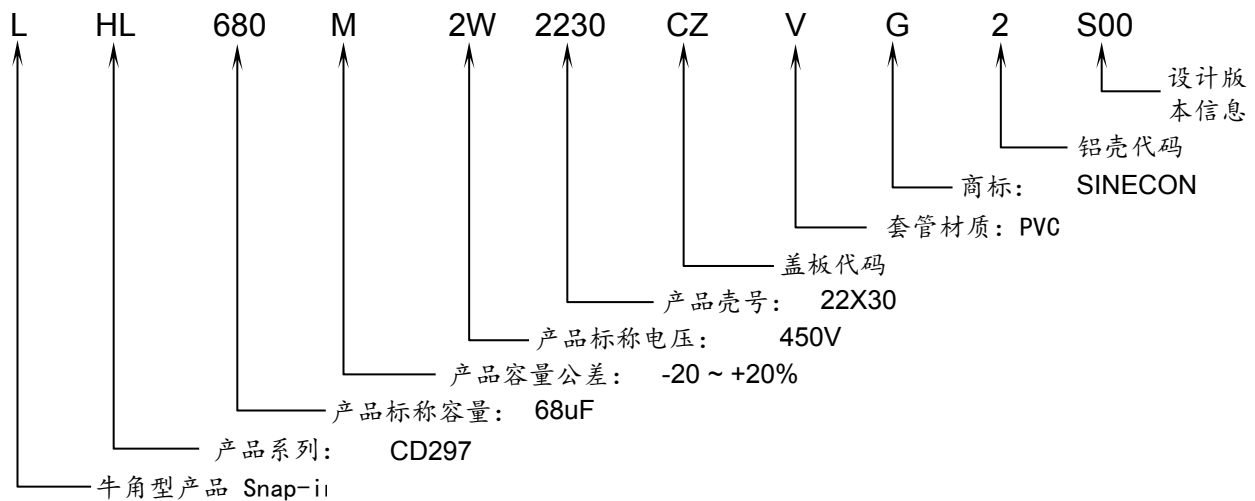 L HL 680 M 2W 2230 CZ V G 2 S00
设计版
本信息
铝壳代码
商标： SINECON
套管材质：PVC
盖板代码
产品壳号： 22X30
产品标称电压： 450V
产品容量公差： -20 ~ +20%
产品标称容量： 68uF
产品系列： CD297
牛角型产品